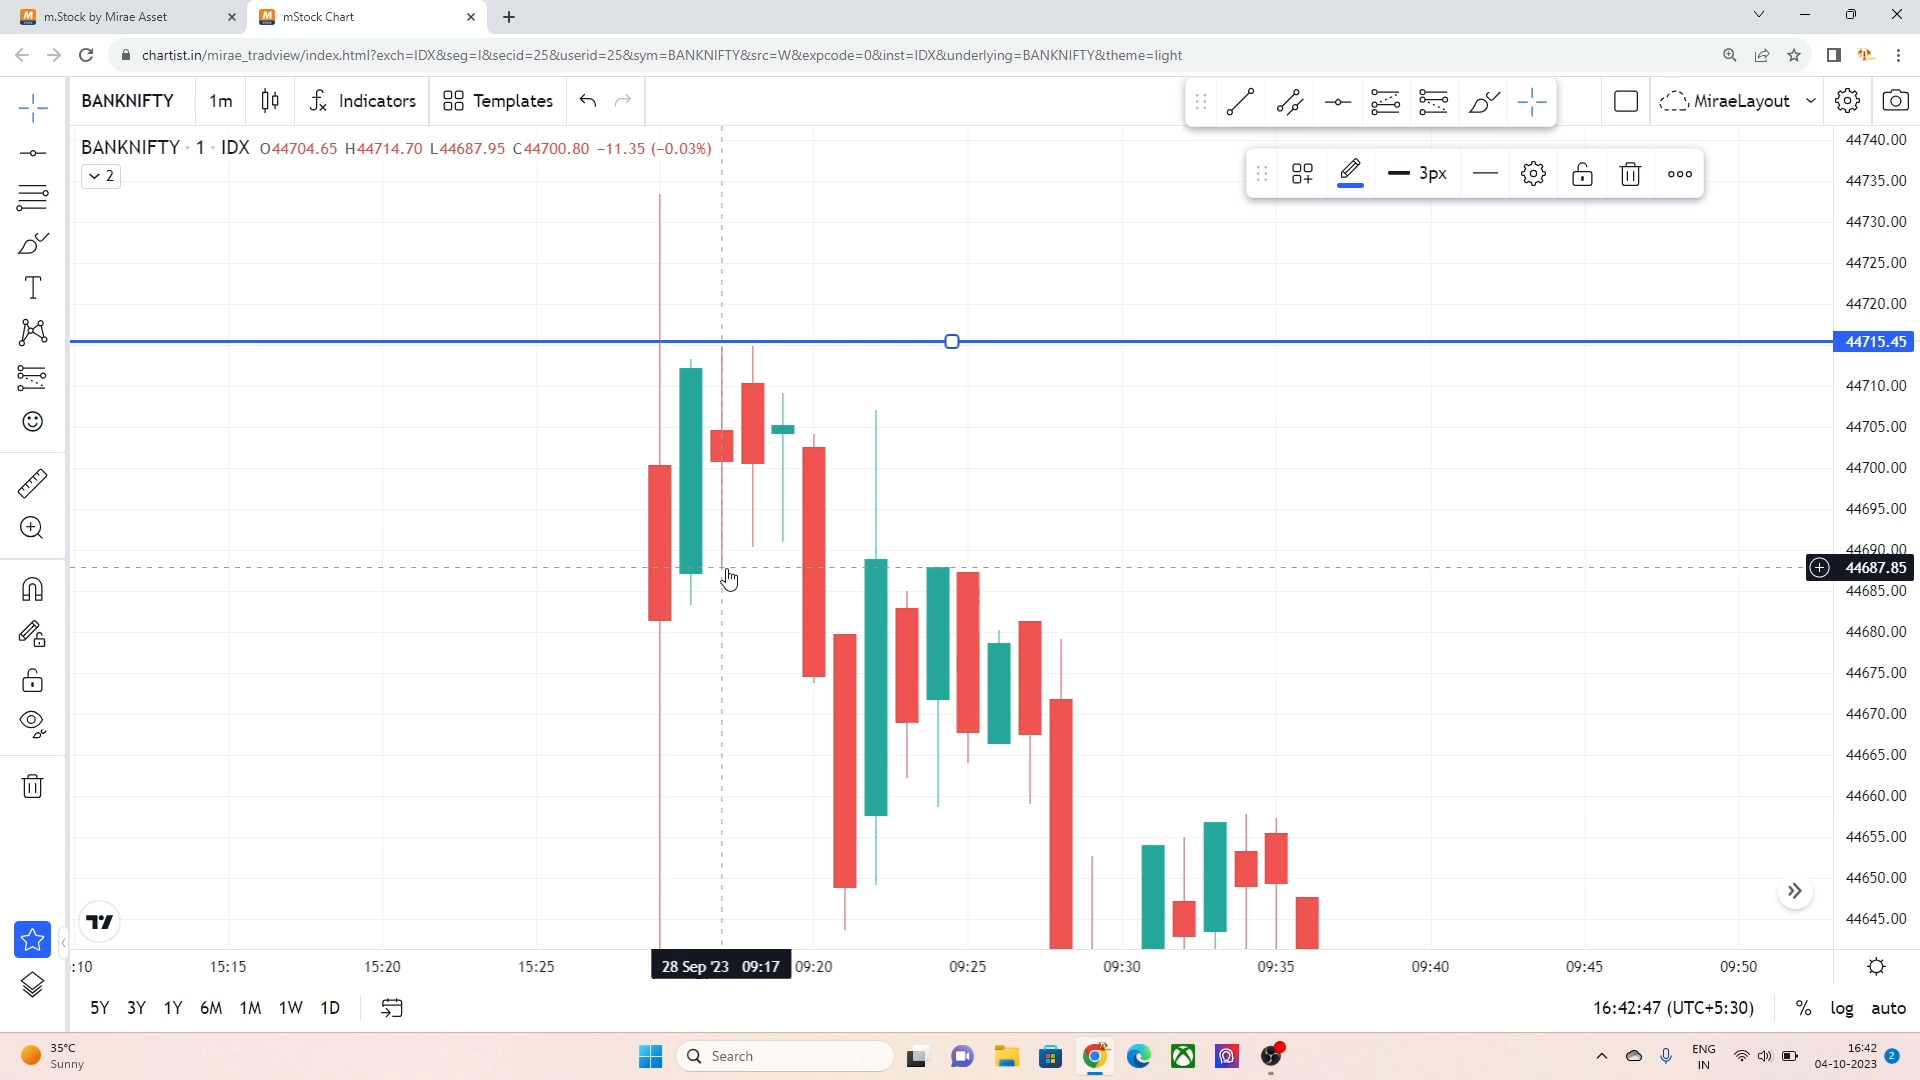 m.Stock by Mirae Asset
mStock Chart
chartist.in/mirae_tradview/index.html?exch=IDX&seg=I&secid=25&userid=25&sym=BANKNIFTY&src=W&expcode=0&inst=IDX&underlying=BANKNIFTY&theme=light
BANKNIFTY 1m Indicators Templates MiraeLayout
BANKNIFTY · 1 · IDX O44704.65 H44714.70 L44687.95 C44700.80 −11.35 (−0.03%)
2
3px
44740.00
44735.00
44730.00
44725.00
44720.00
44715.45
44710.00
44705.00
44700.00
44695.00
44690.00
44687.85
44685.00
44680.00
44675.00
44670.00
44665.00
44660.00
44655.00
44650.00
44645.00
:10 15:15 15:20 15:25 28 Sep '23 09:17 09:20 09:25 09:30 09:35 09:40 09:45 09:50
5Y 3Y 1Y 6M 1M 1W 1D 16:42:47 (UTC+5:30) % log auto
35°C
Sunny
Search
ENG
IN
16:42
04-10-2023
2